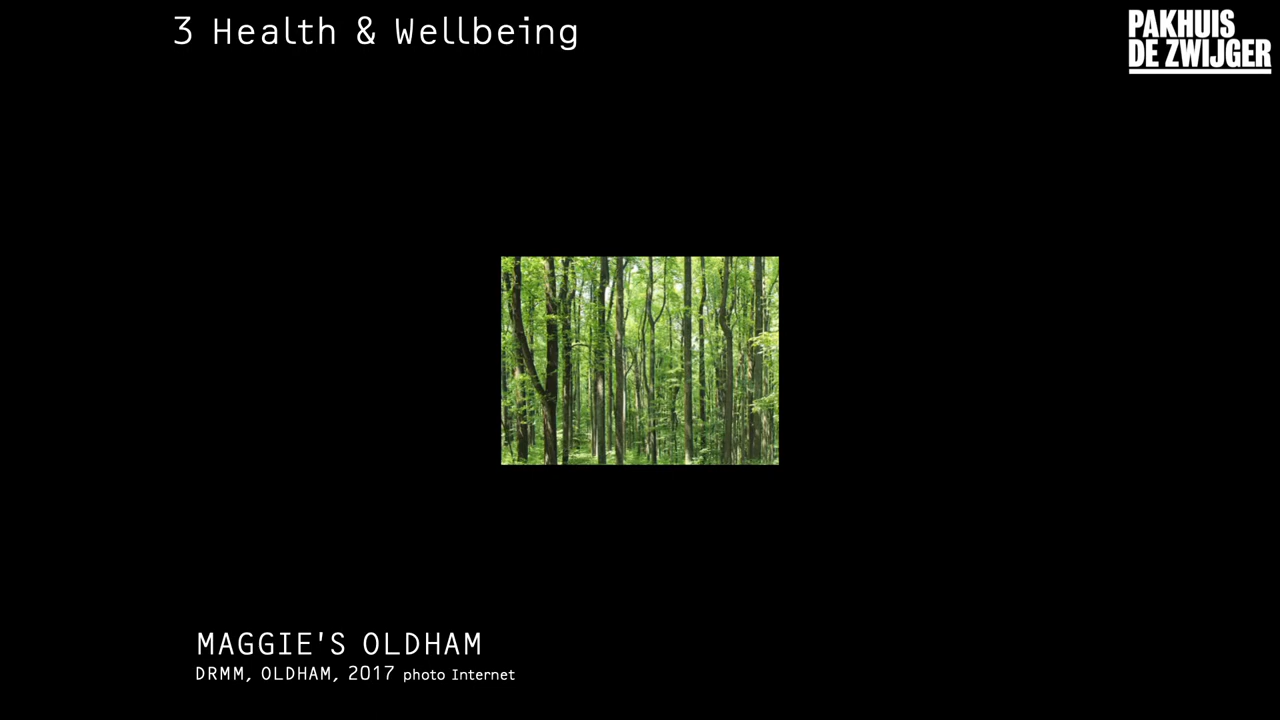 3 Health & Wellbeing
PAKHUIS
DE ZWIJGER
MAGGIE'S OLDHAM
DRMM, OLDHAM, 2017 photo Internet